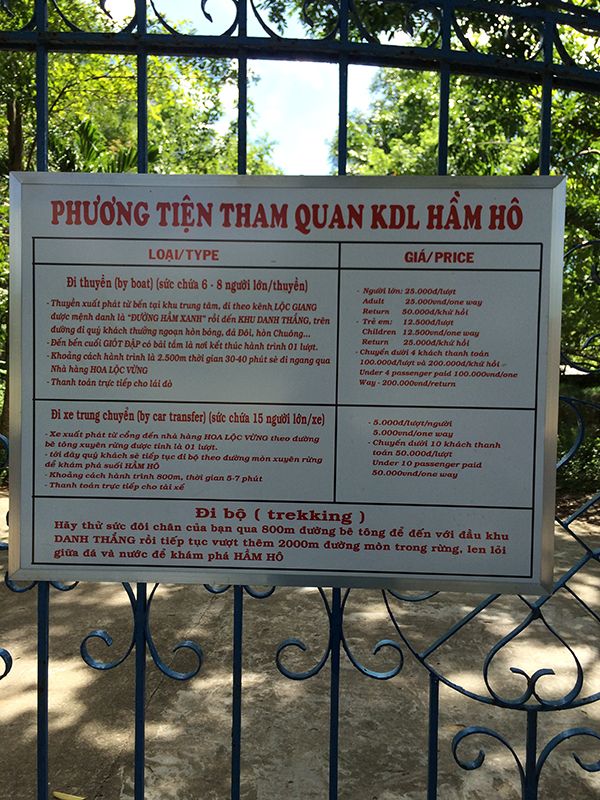 PHƯƠNG TIỆN THAM QUAN KDL HẦM HÔ
LOẠI/TYPE
GIÁ/PRICE
Đi thuyền (by boat) (sức chứa 6 - 8 người lớn/thuyền)
- Thuyền xuất phát từ bến tại khu trung tâm, đi theo kênh, LỘC GIANG
được mệnh danh là "ĐƯỜNG HẦM XANH" rồi đến KHU DANH THẮNG, trên
đường đi quý khách thưởng ngoạn hòn bóng, đá Đôi, hòn Chuông...
- Đến bến cuối GIỌT ĐẬP có bãi tắm là nơi kết thúc hành trình 01 lượt.
- Khoảng cách hành trình là 2.500m thời gian 30-40 phút sẽ đi ngang qua
Nhà hàng HOA LỘC VỪNG
- Thanh toán trực tiếp cho lái đò
- Người lớn: 25.000đ/lượt
Adult 25.000vnd/one way
Return 50.000đ/khứ hồi
- Trẻ em: 12.500đ/lượt
Children 12.500vnd/one way
Return 25.000đ/khứ hồi
- Chuyến dưới 4 khách thanh toán
100.000đ/lượt và 200.000đ/khứ hồi
Under 4 passenger paid 100.000vnd/one
Way - 200.000vnd/return
Đi xe trung chuyển (by car transfer) (sức chứa 15 người lớn/xe)
- Xe xuất phát từ cổng đến nhà hàng HOA LỘC VỪNG theo đường
bê tông xuyên rừng được tính là 01 lượt.
- tới đây quý khách sẽ tiếp tục đi bộ theo đường mòn xuyên rừng
để khám phá suối HẦM HÔ
- Khoảng cách hành trình 800m, thời gian 5-7 phút
- Thanh toán trực tiếp cho tài xế
- 5.000đ/lượt/người
5.000vnd/one way
- Chuyến dưới 10 khách thanh
toán 50.000đ/lượt
Under 10 passenger paid
50.000vnd/one way
Đi bộ ( trekking )
Hãy thử sức đôi chân của bạn qua 800m đường bê tông để đến với đầu khu
DANH THẮNG rồi tiếp tục vượt thêm 2000m đường mòn trong rừng, len lỏi
giữa đá và nước để khám phá HẦM HÔ